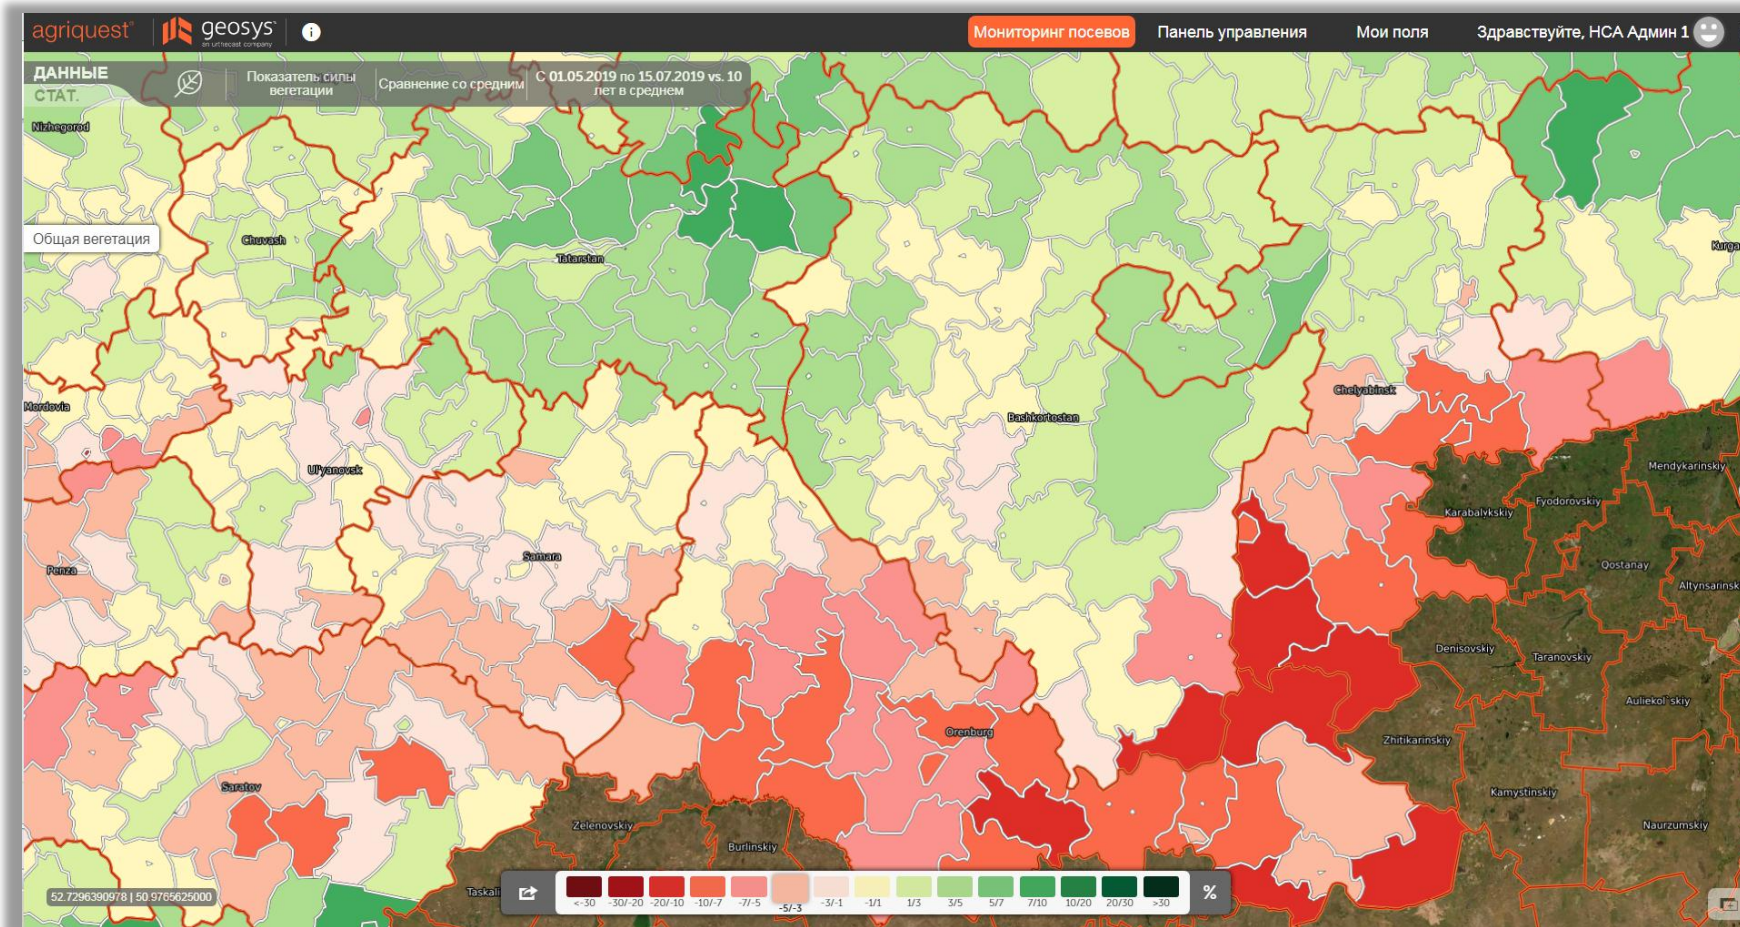 agriquest®
geosys
an urthecast company
i
Мониторинг посевов
Панель управления
Мои поля
Здравствуйте, НСА Админ 1
ДАННЫЕ
СТАТ.
Показатель силы
вегетации
Сравнение со средним
С 01.05.2019 по 15.07.2019 vs. 10
лет в среднем
Nizhegorod
Общая вегетация
Chuvash
Tatarstan
Kurga
Chelyabinsk
Mordovia
Bashkortostan
Ul'yanovsk
Mendykarinskiy
Fyodorovskiy
Karabalykskiy
Samara
Penza
Qostanay
Altynsarinsk
Denisovskiy
Taranovskiy
Auliekol'skiy
Orenburg
Zhitikarinskiy
Saratov
Kamystinskiy
Zelenovskiy
Naurzumskiy
Burlinskiy
Taskali
52.7296390978 | 50.9765625000
<-30 -30/-20 -20/-10 -10/-7 -7/-5 -5/-3 -3/-1 -1/1 1/3 3/5 5/7 7/10 10/20 20/30 >30 %